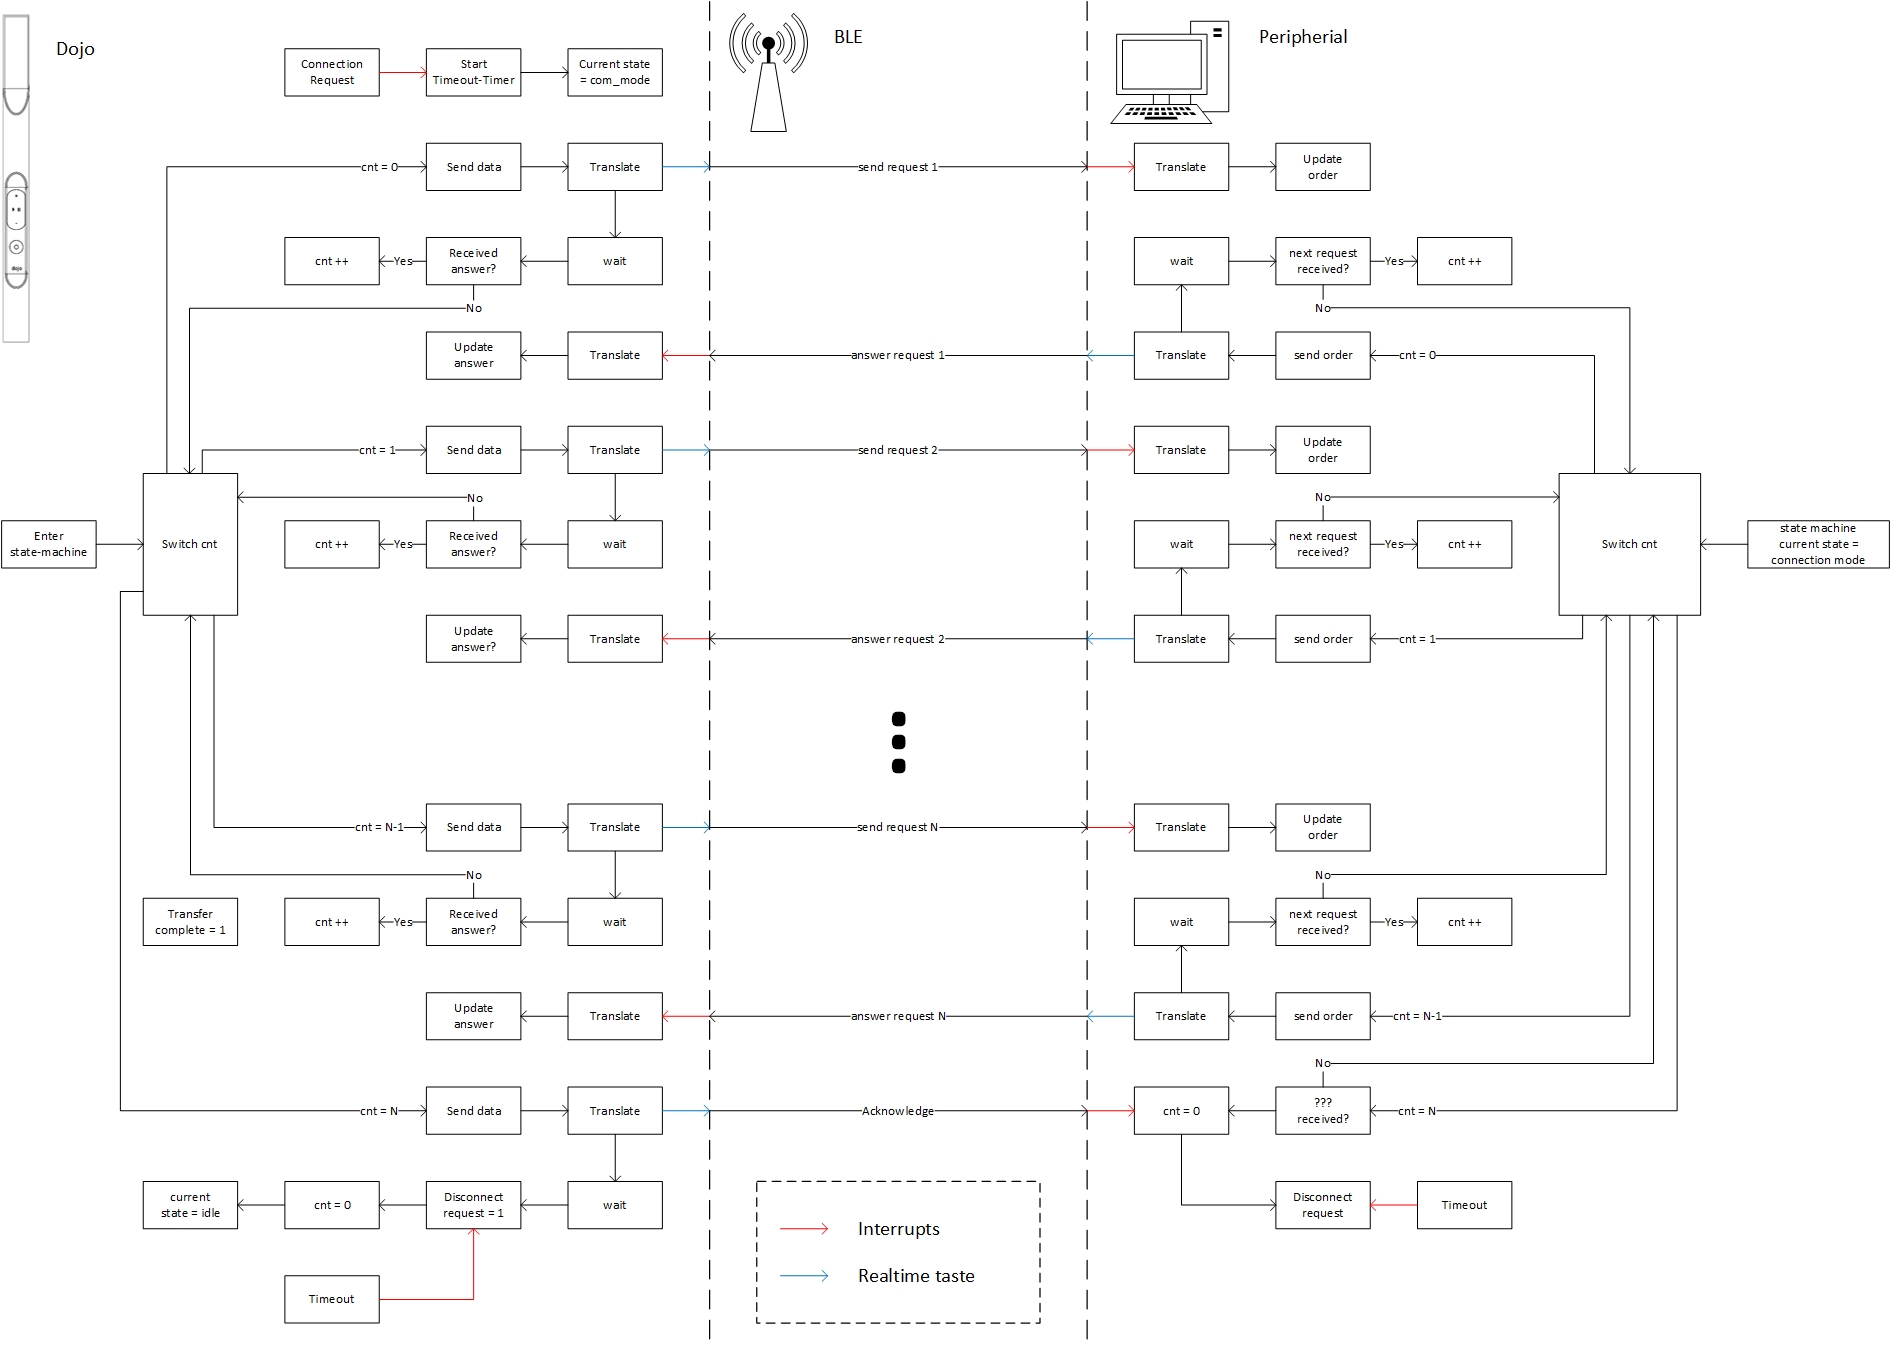 Dojo
BLE
Peripherial
Connection
Request
Start
Timeout-Timer
Current state
= com_mode
cnt = 0
Send data
Translate
send request 1
Translate
Update
order
cnt ++
Yes
Received
answer?
wait
wait
next request
received?
Yes
cnt ++
No
No
Update
answer
Translate
answer request 1
Translate
send order
cnt = 0
cnt = 1
Send data
Translate
send request 2
Translate
Update
order
No
No
Enter
state-machine
Switch cnt
cnt ++
Yes
Received
answer?
wait
wait
next request
received?
Yes
cnt ++
Switch cnt
state machine
current state =
connection mode
Update
answer?
Translate
answer request 2
Translate
send order
cnt = 1
cnt = N-1
Send data
Translate
send request N
Translate
Update
order
No
No
Transfer
complete = 1
cnt ++
Yes
Received
answer?
wait
wait
next request
received?
Yes
cnt ++
Update
answer
Translate
answer request N
Translate
send order
cnt = N-1
No
cnt = N
Send data
Translate
Acknowledge
cnt = 0
???
received?
cnt = N
current
state = idle
cnt = 0
Disconnect
request = 1
wait
Disconnect
request
Timeout
Interrupts
Realtime taste
Timeout
dojo